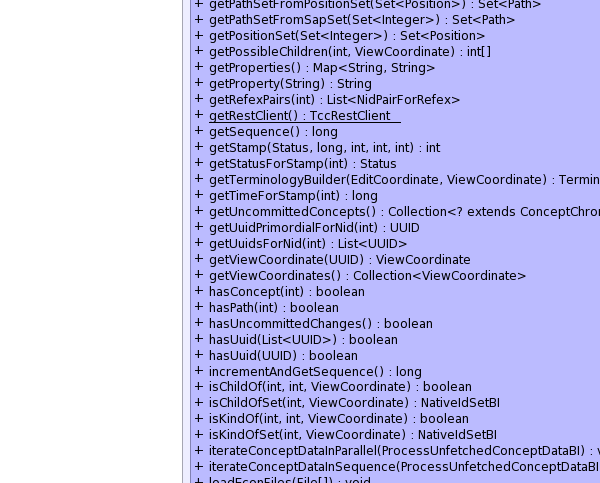 + getPathSetFromPositionSet(Set<Position>) : Set<Path>
+ getPathSetFromSapSet(Set<Integer>) : Set<Path>
+ getPositionSet(Set<Integer>) : Set<Position>
+ getPossibleChildren(int, ViewCoordinate) : int[]
+ getProperties() : Map<String, String>
+ getProperty(String) : String
+ getRefexPairs(int) : List<NidPairForRefex>
+ getRestClient() : TccRestClient
+ getSequence() : long
+ getStamp(Status, long, int, int, int) : int
+ getStatusForStamp(int) : Status
+ getTerminologyBuilder(EditCoordinate, ViewCoordinate) : Termin
+ getTimeForStamp(int) : long
+ getUncommittedConcepts() : Collection<? extends ConceptChron
+ getUuidPrimordialForNid(int) : UUID
+ getUuidsForNid(int) : List<UUID>
+ getViewCoordinate(UUID) : ViewCoordinate
+ getViewCoordinates() : Collection<ViewCoordinate>
+ hasConcept(int) : boolean
+ hasPath(int) : boolean
+ hasUncommittedChanges() : boolean
+ hasUuid(List<UUID>) : boolean
+ hasUuid(UUID) : boolean
+ incrementAndGetSequence() : long
+ isChildOf(int, int, ViewCoordinate) : boolean
+ isChildOfSet(int, ViewCoordinate) : NativeIdSetBI
+ isKindOf(int, int, ViewCoordinate) : boolean
+ isKindOfSet(int, ViewCoordinate) : NativeIdSetBI
+ iterateConceptDataInParallel(ProcessUnfetchedConceptDataBI) : v
+ iterateConceptDataInSequence(ProcessUnfetchedConceptDataBI
+ loadEconFiles(File[]) : void